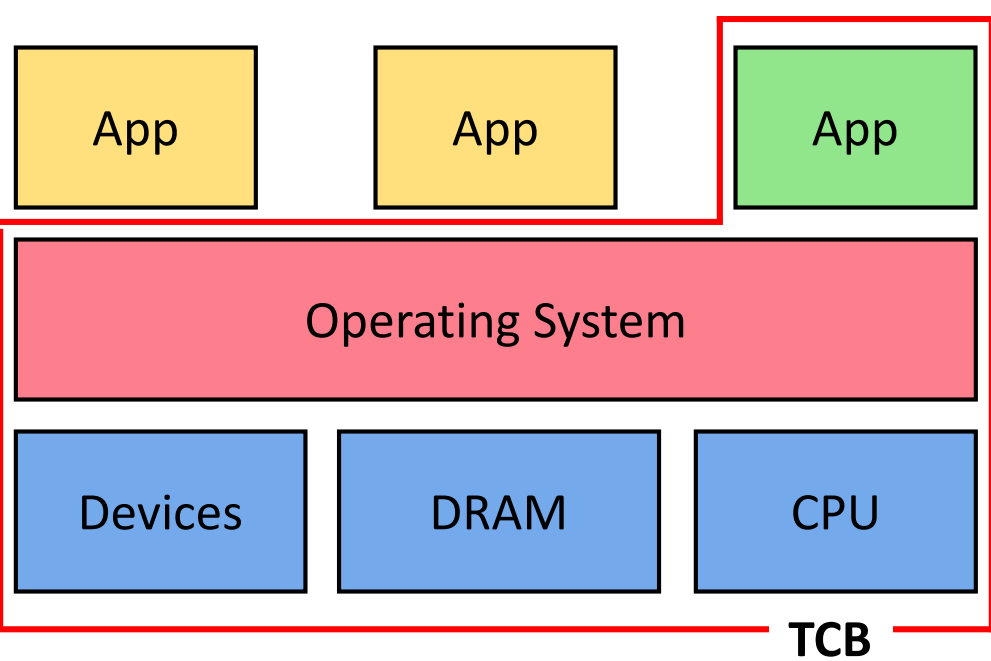 App
App
App
Operating System
Devices
DRAM
CPU
TCB